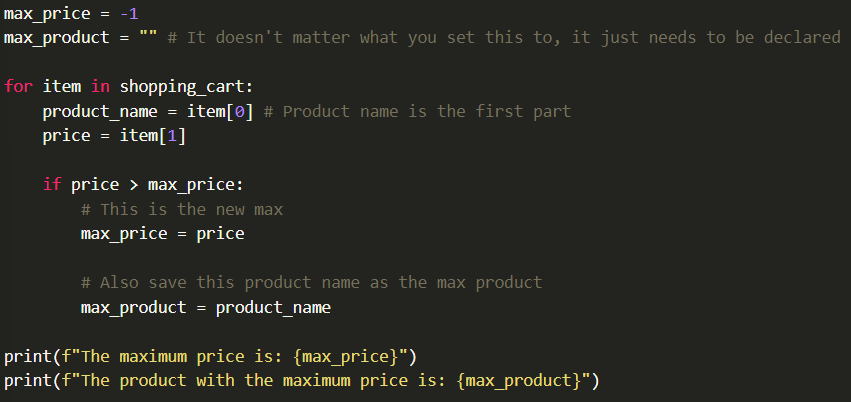 max_price = -1
max_product = "" # It doesn't matter what you set this to, it just needs to be declared
for item in shopping_cart:
    product_name = item[0] # Product name is the first part
    price = item[1]
    if price > max_price:
        # This is the new max
        max_price = price
        # Also save this product name as the max product
        max_product = product_name
print(f"The maximum price is: {max_price}")
print(f"The product with the maximum price is: {max_product}")